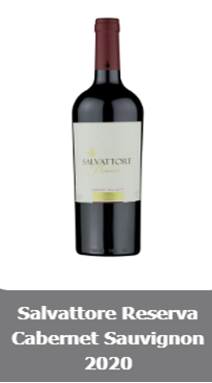 SALVATTORE
Salvattore Reserva
Cabernet Sauvignon
2020